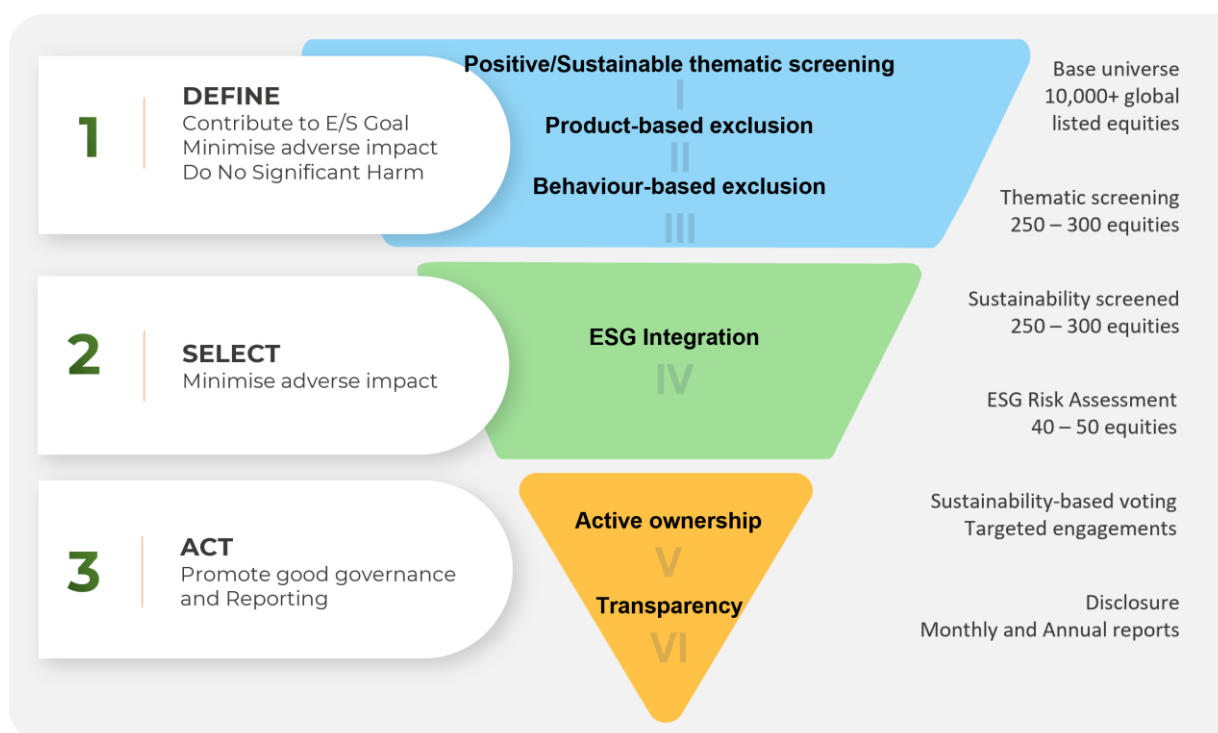 1
DEFINE
Contribute to E/S Goal
Minimise adverse impact
Do No Significant Harm
Positive/Sustainable thematic screening
I
Product-based exclusion
II
Behaviour-based exclusion
III
Base universe
10,000+ global
listed equities
Thematic screening
250 – 300 equities
2
SELECT
Minimise adverse impact
ESG Integration
IV
Sustainability screened
250 – 300 equities
ESG Risk Assessment
40 – 50 equities
3
ACT
Promote good governance
and Reporting
Active ownership
V
Transparency
VI
Sustainability-based voting
Targeted engagements
Disclosure
Monthly and Annual reports